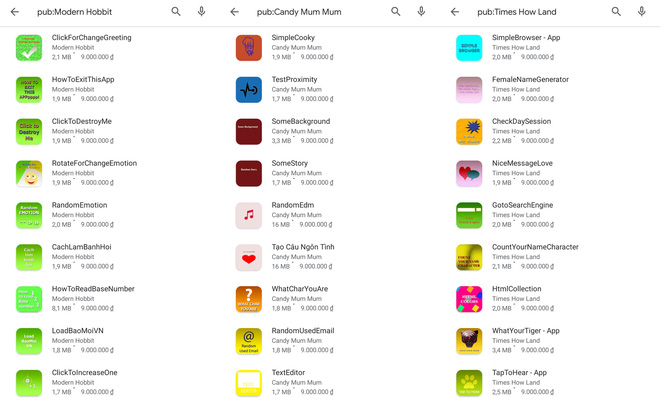 pub:Modern Hobbit
ClickForChangeGreeting
Modern Hobbit
2,1 MB 9.000.000 ₫
HowToExitThisApp
Modern Hobbit
1,9 MB 9.000.000 ₫
ClickToDestroyMe
Modern Hobbit
1,9 MB 9.000.000 ₫
RotateForChangeEmotion
Modern Hobbit
1,9 MB 9.000.000 ₫
Random
RandomEmotion
Modern Hobbit
2,0 MB 9.000.000 ₫
CachLamBanhHoi
Modern Hobbit
1,9 MB 9.000.000 ₫
HowToReadBaseNumber
Modern Hobbit
8,1 MB 9.000.000 ₫
LoadBaoMoiVN
Modern Hobbit
1,8 MB 9.000.000 ₫
ClickToIncreaseOne
Modern Hobbit
1,7 MB 9.000.000 ₫
pub:Candy Mum Mum
SimpleCooky
Candy Mum Mum
1,9 MB 9.000.000 ₫
TestProximity
Candy Mum Mum
1,7 MB 9.000.000 ₫
SomeBackground
Candy Mum Mum
3,3 MB 9.000.000 ₫
SomeStory
Candy Mum Mum
1,7 MB 9.000.000 ₫
RandomEdm
Candy Mum Mum
16 MB 9.000.000 ₫
Tạo Câu Ngôn Tình
Candy Mum Mum
16 MB 9.000.000 ₫
WhatCharYouAre
Candy Mum Mum
1,8 MB 9.000.000 ₫
@
Random
Used Email
RandomUsedEmail
Candy Mum Mum
1,8 MB 9.000.000 ₫
TextEditor
Candy Mum Mum
1,7 MB 9.000.000 ₫
pub:Times How Land
SIMPLE
BROWSER
SimpleBrowser - App
Times How Land
2,0 MB 9.000.000 ₫
FemaleNameGenerator
Times How Land
2,0 MB 9.000.000 ₫
CheckDaySession
Times How Land
2,2 MB 9.000.000 ₫
NiceMessageLove
Times How Land
1,9 MB 9.000.000 ₫
GotoSearchEngine
Times How Land
2,0 MB 9.000.000 ₫
CountYourNameCharacter
Times How Land
2,1 MB 9.000.000 ₫
HtmlCollection
Times How Land
2,0 MB 9.000.000 ₫
WhatYourTiger - App
Times How Land
3,4 MB 9.000.000 ₫
TapToHear - App
Times How Land
2,5 MB 9.000.000 ₫